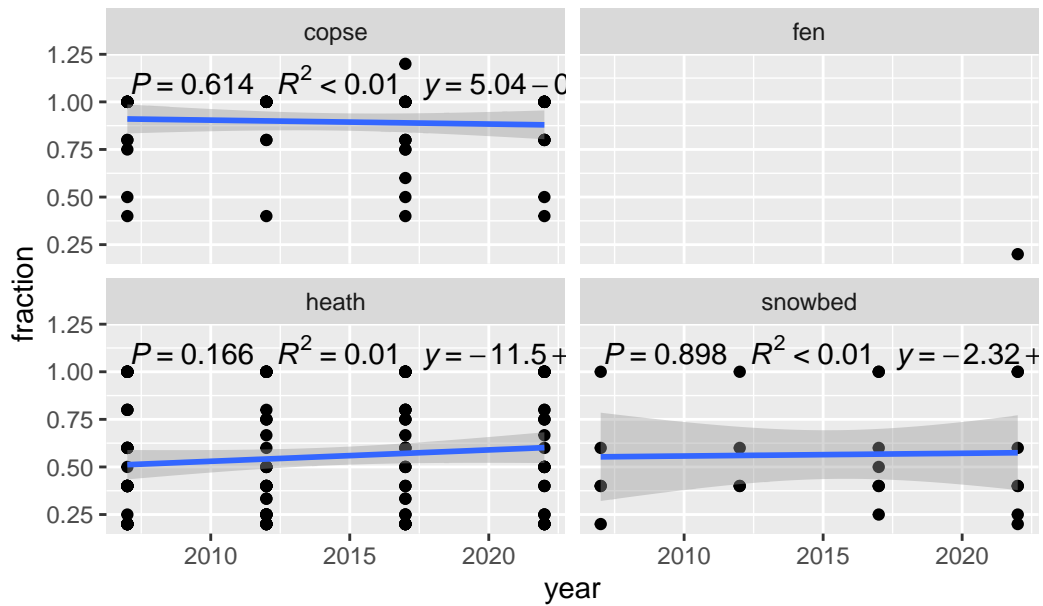 copse
fen
1.25
P = 0.614 R² < 0.01 y = 5.04 − 0
1.00
0.75
0.50
0.25
heath
snowbed
1.25
P = 0.166 R² = 0.01 y = −11.5 +
P = 0.898 R² < 0.01 y = −2.32 +
1.00
0.75
0.50
0.25
2010 2015 2020
2010 2015 2020
fraction
year